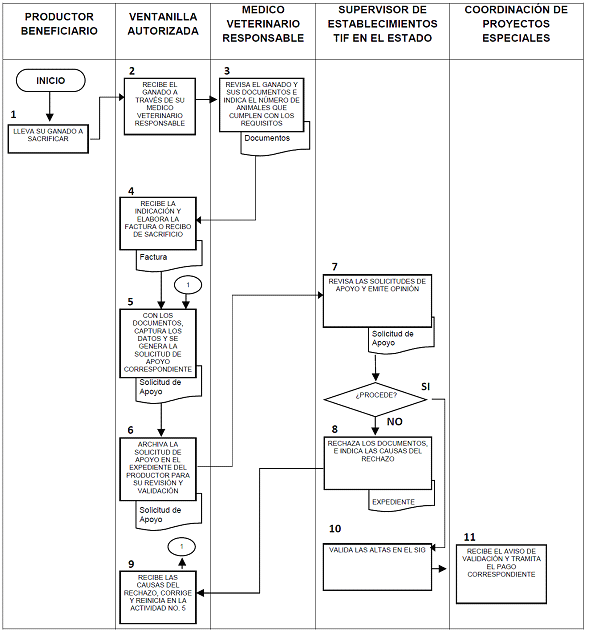 PRODUCTOR
BENEFICIARIO
VENTANILLA
AUTORIZADA
MEDICO
VETERINARIO
RESPONSABLE
SUPERVISOR DE
ESTABLECIMIENTOS
TIF EN EL ESTADO
COORDINACIÓN DE
PROYECTOS
ESPECIALES
INICIO
1
LLEVA SU GANADO A
SACRIFICAR
2
RECIBE EL
GANADO A
TRAVÉS DE SU
MEDICO
VETERINARIO
RESPONSABLE
3
REVISA EL GANADO Y
SUS DOCUMENTOS E
INDICA EL NÚMERO DE
ANIMALES QUE
CUMPLEN CON LOS
REQUISITOS
Documentos
4
RECIBE LA
INDICACIÓN Y
ELABORA LA
FACTURA O RECIBO
DE SACRIFICIO
Factura
1
5
CON LOS
DOCUMENTOS,
CAPTURA LOS
DATOS Y SE
GENERA LA
SOLICITUD DE
APOYO
CORRESPONDIENTE
Solicitud de
Apoyo
6
ARCHIVA LA
SOLICITUD DE
APOYO EN EL
EXPEDIENTE DEL
PRODUCTOR PARA
SU REVISIÓN Y
VALIDACIÓN
Solicitud de
Apoyo
7
REVISA LAS SOLICITUDES
DE APOYO Y EMITE OPINIÓN
Solicitud de
Apoyo
¿PROCEDE?
SI
NO
8
RECHAZA LOS DOCUMENTOS,
E INDICA LAS CAUSAS DEL
RECHAZO
EXPEDIENTE
1
9
RECIBE LAS
CAUSAS DEL
RECHAZO, CORRIGE
Y REINICIA EN LA
ACTIVIDAD NO. 5
10
VALIDA LAS ALTAS EN EL SIG
11
RECIBE EL AVISO DE
VALIDACIÓN Y TRAMITA
EL PAGO
CORRESPONDIENTE